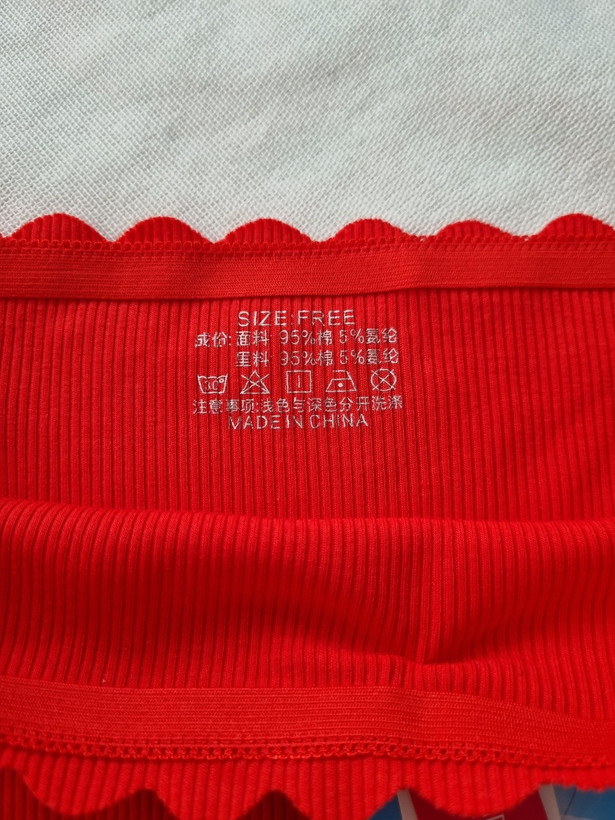 SIZE:FREE
成份:面料:95%棉 5%氨纶
里料:95%棉 5%氨纶
注意事项:浅色与深色分开洗涤
MADE IN CHINA